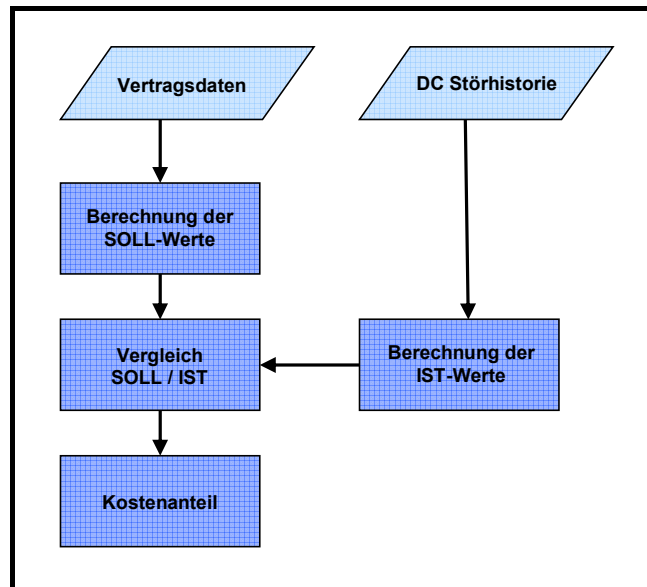 Vertragsdaten
DC Störhistorie
Berechnung der
SOLL-Werte
Vergleich
SOLL / IST
Berechnung der
IST-Werte
Kostenanteil